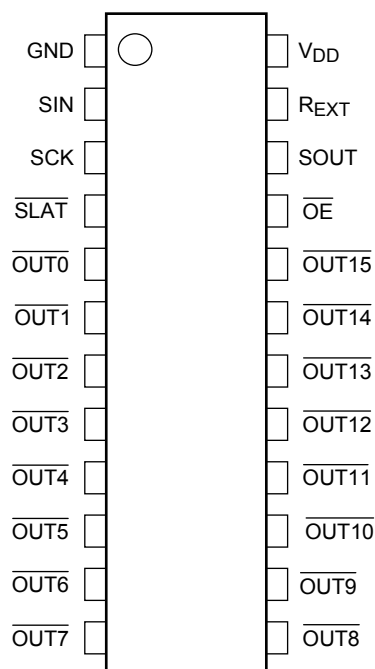 GND VDD
SIN REXT
SCK SOUT
SLAT OE
OUT0 OUT15
OUT1 OUT14
OUT2 OUT13
OUT3 OUT12
OUT4 OUT11
OUT5 OUT10
OUT6 OUT9
OUT7 OUT8